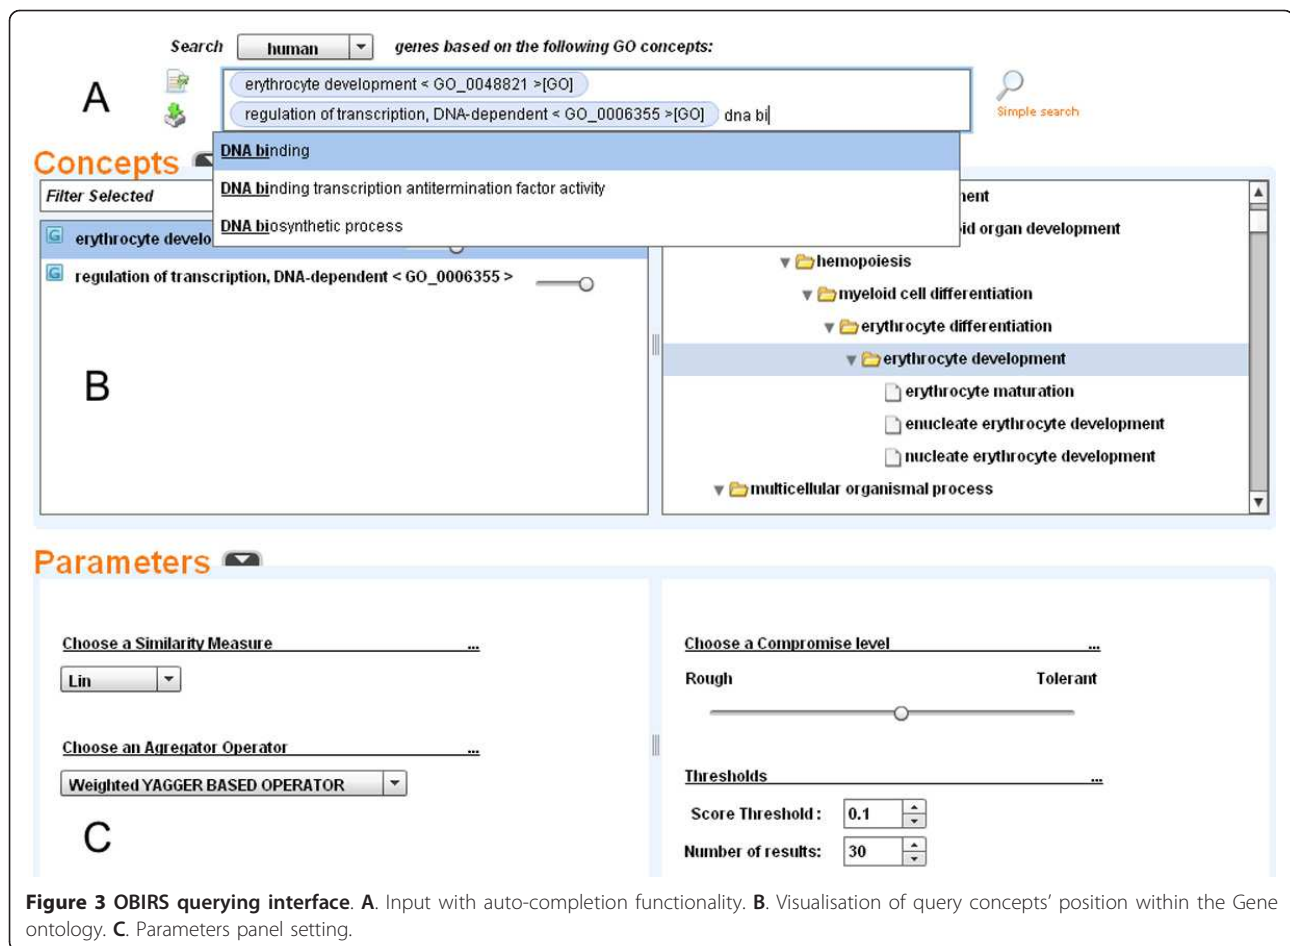 Search human genes based on the following GO concepts:
A
erythrocyte development < GO_0048821 >[GO]
regulation of transcription, DNA-dependent < GO_0006355 >[GO] dna bi
Simple search
DNA binding
DNA binding transcription antitermination factor activity
DNA biosynthetic process
Concepts
Filter Selected
erythrocyte develo
regulation of transcription, DNA-dependent < GO_0006355 >
B
organ development
hemopoiesis
myeloid cell differentiation
erythrocyte differentiation
erythrocyte development
erythrocyte maturation
enucleate erythrocyte development
nucleate erythrocyte development
multicellular organismal process
Parameters
Choose a Similarity Measure ...
Lin
Choose an Agregator Operator ...
Weighted YAGGER BASED OPERATOR
C
Choose a Compromise level ...
Rough Tolerant
Thresholds ...
Score Threshold : 0.1
Number of results: 30
Figure 3 OBIRS querying interface. A. Input with auto-completion functionality. B. Visualisation of query concepts' position within the Gene
ontology. C. Parameters panel setting.